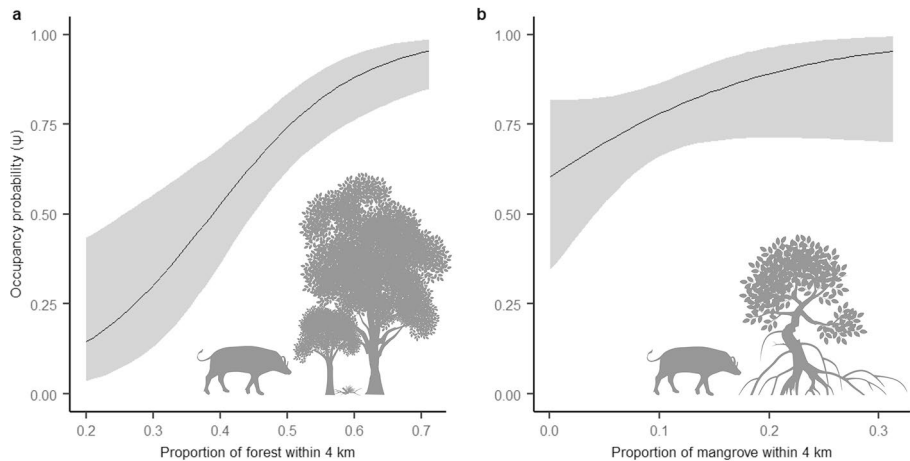 a
b
Occupancy probability (ψ)
1.00
0.75
0.50
0.25
0.00
0.2 0.3 0.4 0.5 0.6 0.7
Proportion of forest within 4 km
1.00
0.75
0.50
0.25
0.00
0.0 0.1 0.2 0.3
Proportion of mangrove within 4 km